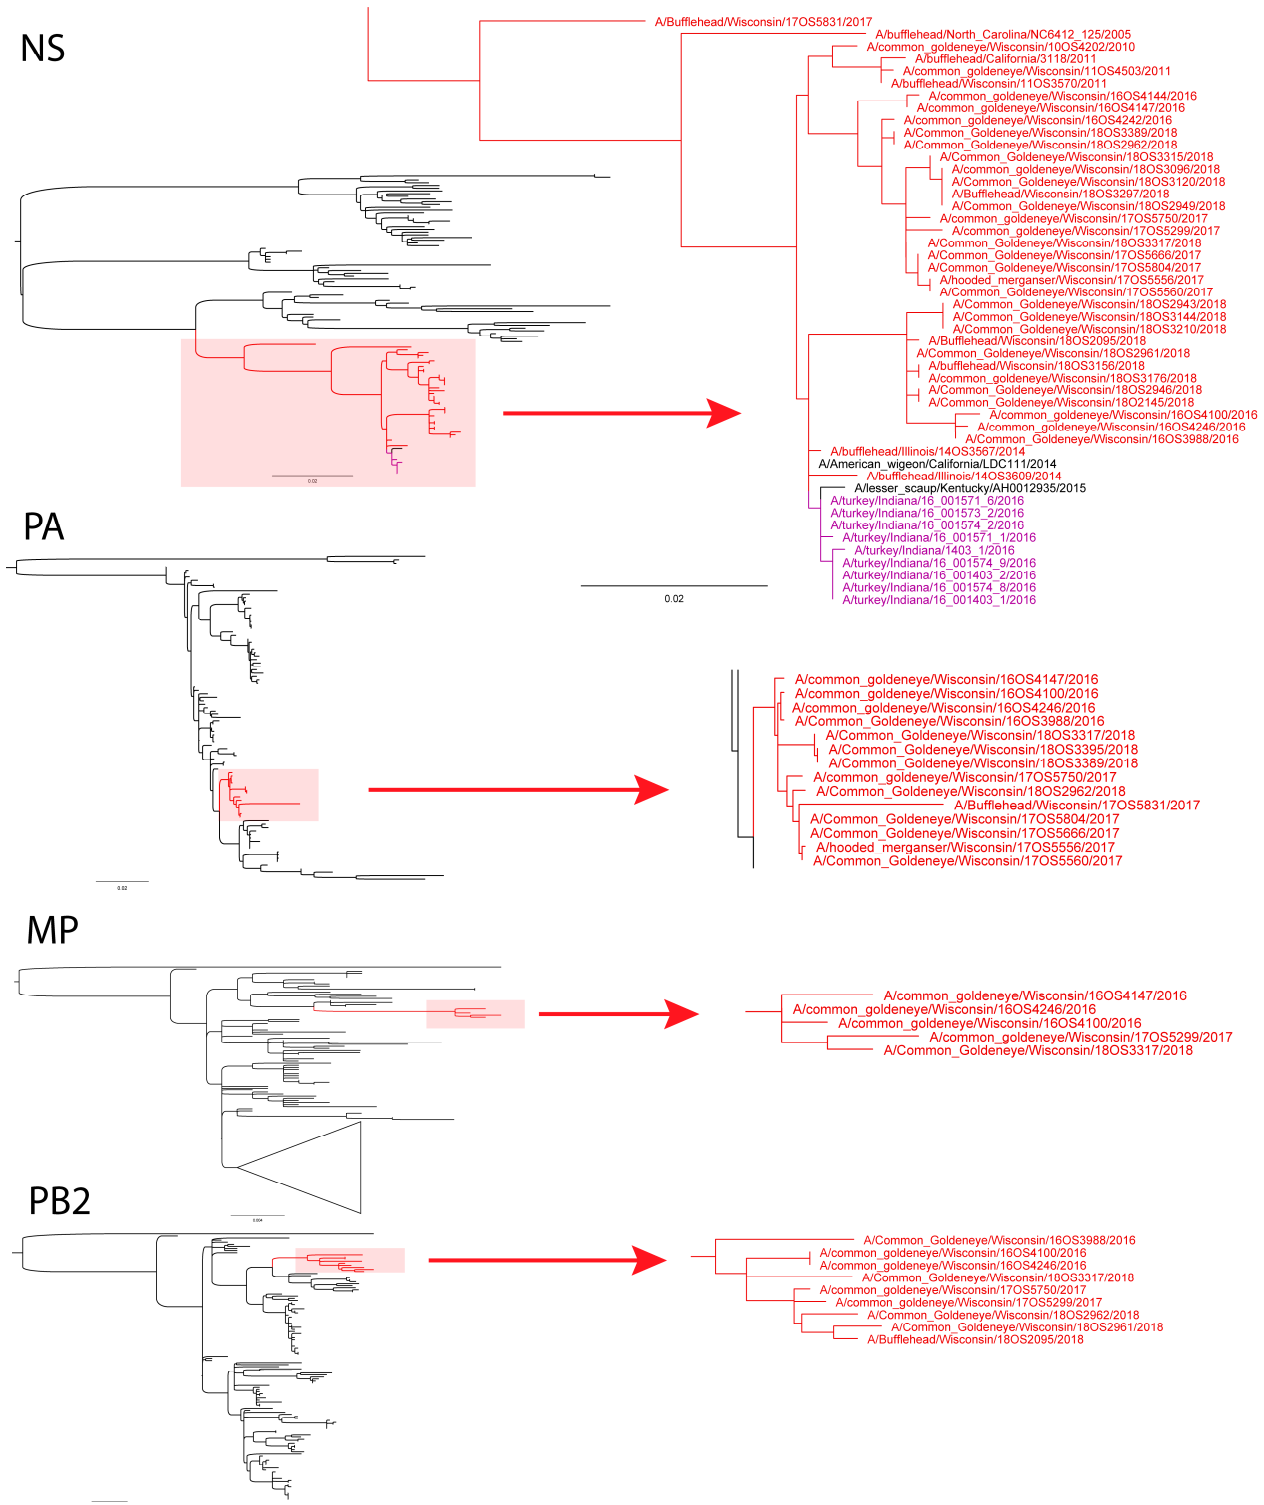 NS
A/Bufflehead/Wisconsin/17OS5831/2017
A/bufflehead/North_Carolina/NC6412_125/2005
A/common_goldeneye/Wisconsin/10OS4202/2010
A/bufflehead/California/3118/2011
A/common_goldeneye/Wisconsin/11OS4503/2011
A/bufflehead/Wisconsin/11OS3570/2011
A/common_goldeneye/Wisconsin/16OS4144/2016
A/common_goldeneye/Wisconsin/16OS4147/2016
A/common_goldeneye/Wisconsin/16OS4242/2016
A/Common_Goldeneye/Wisconsin/18OS3389/2018
A/Common_Goldeneye/Wisconsin/18OS2962/2018
A/Common_Goldeneye/Wisconsin/18OS3315/2018
A/common_goldeneye/Wisconsin/18OS3096/2018
A/Common_Goldeneye/Wisconsin/18OS3120/2018
A/Bufflehead/Wisconsin/18OS3297/2018
A/Common_Goldeneye/Wisconsin/18OS2949/2018
A/common_goldeneye/Wisconsin/17OS5750/2017
A/common_goldeneye/Wisconsin/17OS5299/2017
A/Common_Goldeneye/Wisconsin/18OS3317/2018
A/Common_Goldeneye/Wisconsin/17OS5666/2017
A/Common_Goldeneye/Wisconsin/17OS5804/2017
A/hooded_merganser/Wisconsin/17OS5556/2017
A/Common_Goldeneye/Wisconsin/17OS5560/2017
A/Common_Goldeneye/Wisconsin/18OS2943/2018
A/Common_Goldeneye/Wisconsin/18OS3144/2018
A/Common_Goldeneye/Wisconsin/18OS3210/2018
A/Bufflehead/Wisconsin/18OS2095/2018
A/Common_Goldeneye/Wisconsin/18OS2961/2018
A/bufflehead/Wisconsin/18OS3156/2018
A/common_goldeneye/Wisconsin/18OS3176/2018
A/Common_Goldeneye/Wisconsin/18OS2946/2018
A/Common_Goldeneye/Wisconsin/18O2145/2018
A/common_goldeneye/Wisconsin/16OS4100/2016
A/common_goldeneye/Wisconsin/16OS4246/2016
A/Common_Goldeneye/Wisconsin/16OS3988/2016
A/bufflehead/Illinois/14OS3567/2014
A/American_wigeon/California/LDC111/2014
A/bufflehead/Illinois/14OS3609/2014
A/lesser_scaup/Kentucky/AH0012935/2015
A/turkey/Indiana/16_001571_6/2016
A/turkey/Indiana/16_001573_2/2016
A/turkey/Indiana/16_001574_2/2016
A/turkey/Indiana/16_001571_1/2016
A/turkey/Indiana/1403_1/2016
A/turkey/Indiana/16_001574_9/2016
A/turkey/Indiana/16_001403_2/2016
A/turkey/Indiana/16_001574_8/2016
A/turkey/Indiana/16_001403_1/2016
0.02
0.02
PA
A/common_goldeneye/Wisconsin/16OS4147/2016
A/common_goldeneye/Wisconsin/16OS4100/2016
A/common_goldeneye/Wisconsin/16OS4246/2016
A/Common_Goldeneye/Wisconsin/16OS3988/2016
A/Common_Goldeneye/Wisconsin/18OS3317/2018
A/Common_Goldeneye/Wisconsin/18OS3395/2018
A/Common_Goldeneye/Wisconsin/18OS3389/2018
A/common_goldeneye/Wisconsin/17OS5750/2017
A/Common_Goldeneye/Wisconsin/18OS2962/2018
A/Bufflehead/Wisconsin/17OS5831/2017
A/Common_Goldeneye/Wisconsin/17OS5804/2017
A/Common_Goldeneye/Wisconsin/17OS5666/2017
A/hooded_merganser/Wisconsin/17OS5556/2017
A/Common_Goldeneye/Wisconsin/17OS5560/2017
0.02
MP
A/common_goldeneye/Wisconsin/16OS4147/2016
A/common_goldeneye/Wisconsin/16OS4246/2016
A/common_goldeneye/Wisconsin/16OS4100/2016
A/common_goldeneye/Wisconsin/17OS5299/2017
A/Common_Goldeneye/Wisconsin/18OS3317/2018
0.004
PB2
A/Common_Goldeneye/Wisconsin/16OS3988/2016
A/common_goldeneye/Wisconsin/16OS4100/2016
A/common_goldeneye/Wisconsin/16OS4246/2016
A/Common_Goldeneye/Wisconsin/18OS3317/2018
A/common_goldeneye/Wisconsin/17OS5750/2017
A/common_goldeneye/Wisconsin/17OS5299/2017
A/Common_Goldeneye/Wisconsin/18OS2962/2018
A/Common_Goldeneye/Wisconsin/18OS2961/2018
A/Bufflehead/Wisconsin/18OS2095/2018